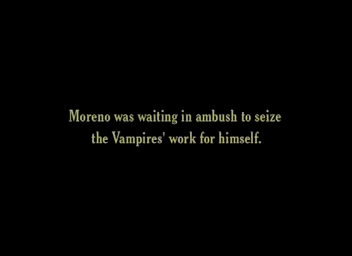 Moreno was waiting in ambush to seize
the Vampires' work for himself.